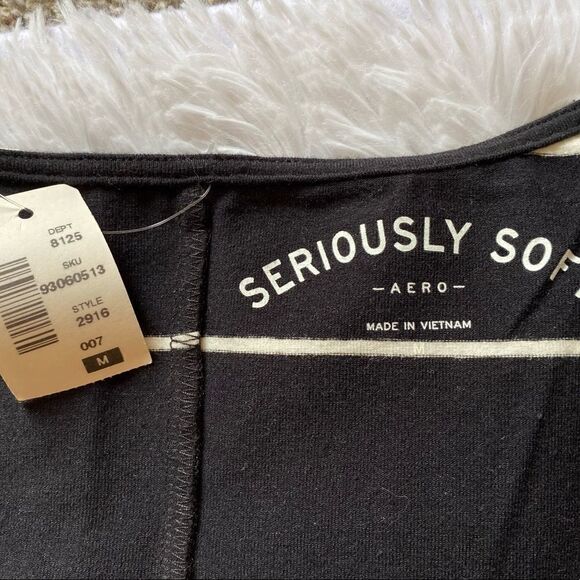 DEPT
8125
SKU
93060513
STYLE
2916
007
M
SERIOUSLY SOFT
—AERO—
MADE IN VIETNAM
M